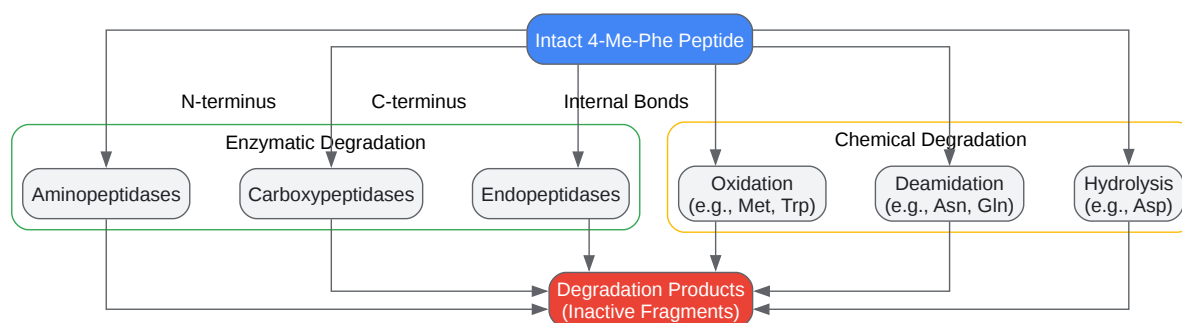 Intact 4-Me-Phe Peptide
N-terminus
C-terminus
Internal Bonds
Enzymatic Degradation
Chemical Degradation
Aminopeptidases
Carboxypeptidases
Endopeptidases
Oxidation
(e.g., Met, Trp)
Deamidation
(e.g., Asn, Gln)
Hydrolysis
(e.g., Asp)
Degradation Products
(Inactive Fragments)